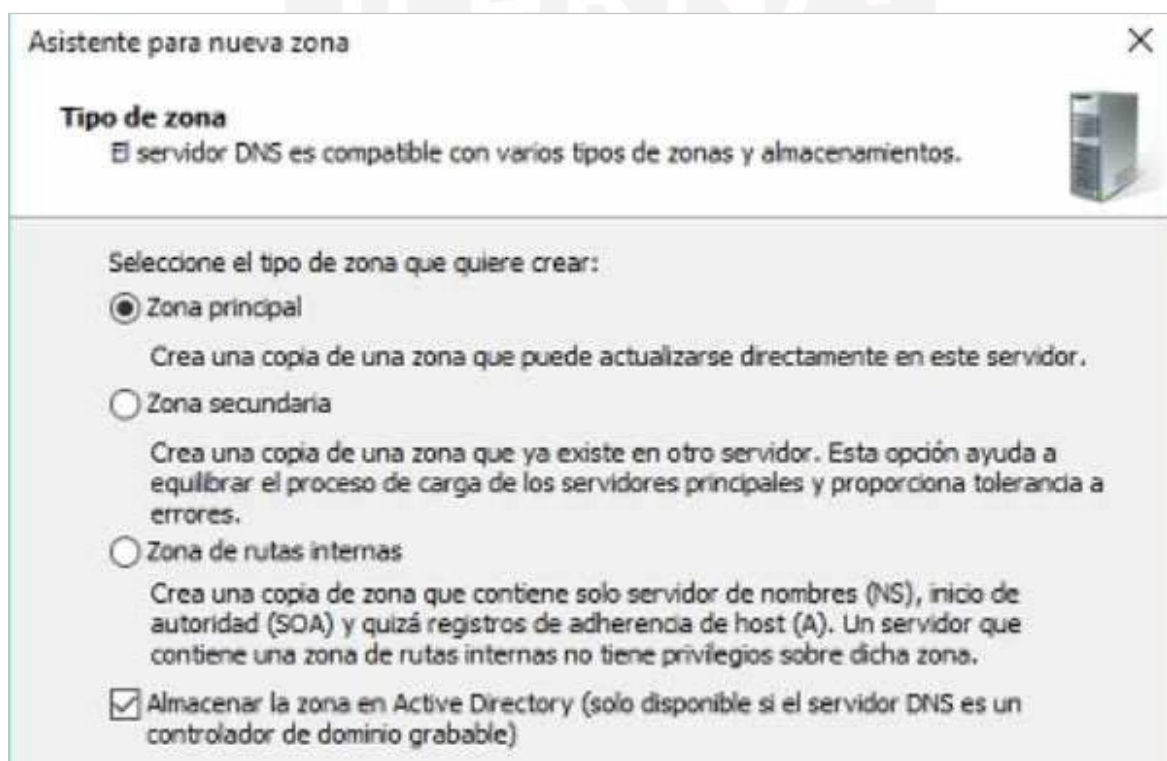 Asistente para nueva zona
Tipo de zona
El servidor DNS es compatible con varios tipos de zonas y almacenamientos.
Seleccione el tipo de zona que quiere crear:
Zona principal
Crea una copia de una zona que puede actualizarse directamente en este servidor.
Zona secundaria
Crea una copia de una zona que ya existe en otro servidor. Esta opción ayuda a
equilibrar el proceso de carga de los servidores principales y proporciona tolerancia a
errores.
Zona de rutas internas
Crea una copia de zona que contiene solo servidor de nombres (NS), inicio de
autoridad (SOA) y quizá registros de adherencia de host (A). Un servidor que
contiene una zona de rutas internas no tiene privilegios sobre dicha zona.
Almacenar la zona en Active Directory (solo disponible si el servidor DNS es un
controlador de dominio grabable)